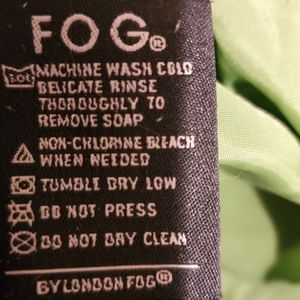 FOG®
30°C MACHINE WASH COLD
DELICATE RINSE
THOROUGHLY TO
REMOVE SOAP
NON-CHLORINE BLEACH
WHEN NEEDED
TUMBLE DRY LOW
DO NOT PRESS
DO NOT DRY CLEAN
BY LONDON FOG®